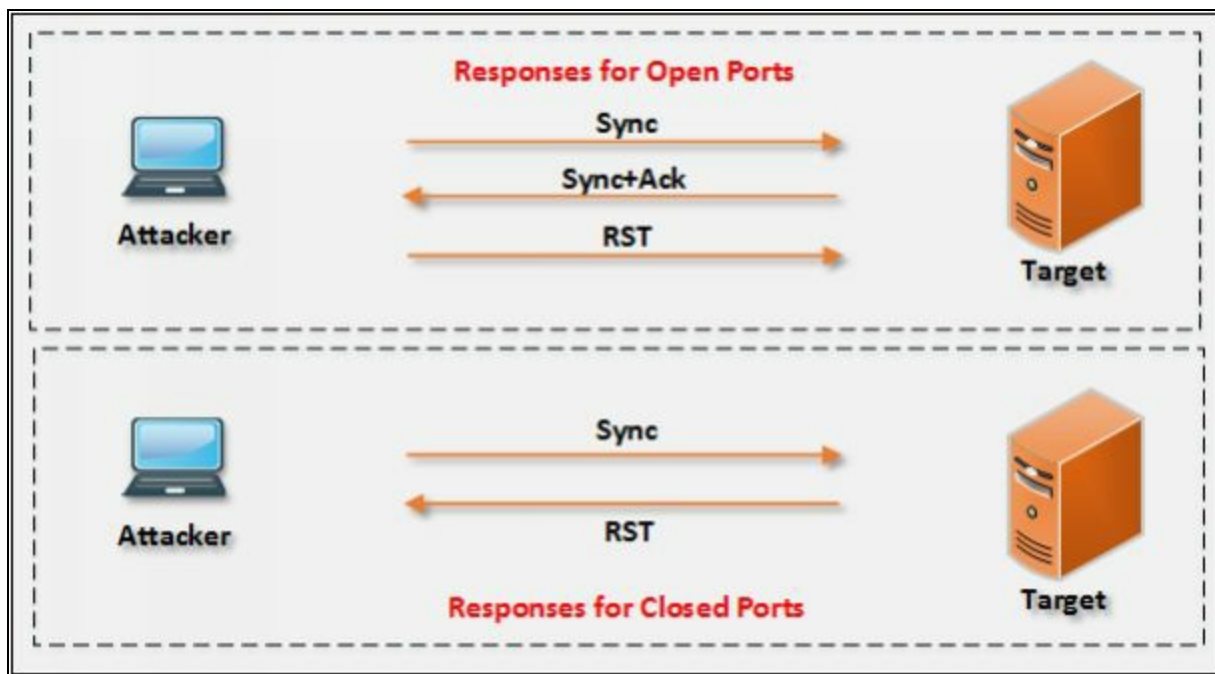 Responses for Open Ports
Sync
Sync+Ack
RST
Attacker
Target
Sync
RST
Attacker
Target
Responses for Closed Ports